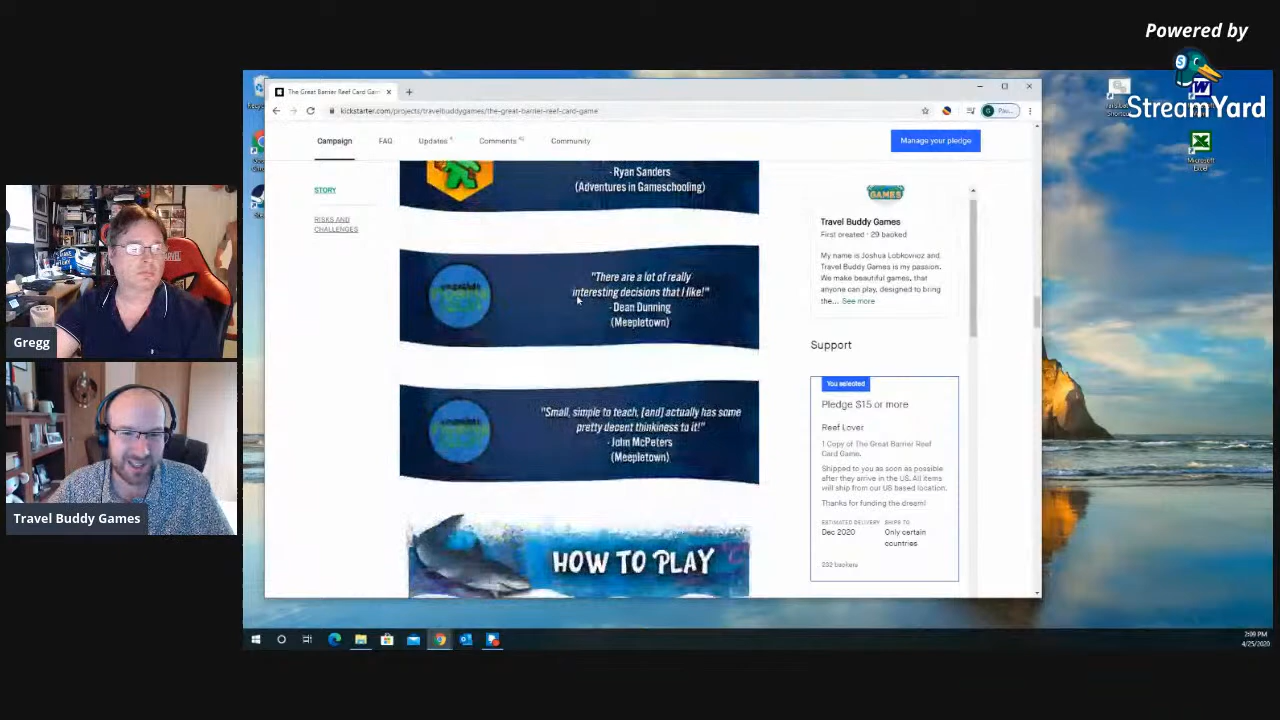 Powered by
StreamYard
The Great Barrier Reef Card Gam
kickstarter.com/projects/travelbuddygames/the-great-barrier-reef-card-game
Campaign
FAQ
Updates
Comments
Community
Manage your pledge
STORY
RISKS AND
CHALLENGES
- Ryan Sanders
(Adventures in Gameschooling)
"There are a lot of really
interesting decisions that I like!"
- Dean Dunning
(Meepletown)
"Small, simple to teach, [and] actually has some
pretty decent thinkiness to it!"
- John McPeters
(Meepletown)
HOW TO PLAY
GAMES
Travel Buddy Games
First created · 29 backed
My name is Joshua Lobkowicz and
Travel Buddy Games is my passion.
We make beautiful games, that
anyone can play, designed to bring
the... See more
Support
You selected
Pledge $15 or more
Reef Lover
1 Copy of The Great Barrier Reef
Card Game.
Shipped to you as soon as possible
after they arrive in the US. All items
will ship from our US based location.
Thanks for funding the dream!
ESTIMATED DELIVERY
Dec 2020
SHIPS TO
Only certain
countries
232 backers
Gregg
Travel Buddy Games
MARVEL
2:09 PM
4/25/2020